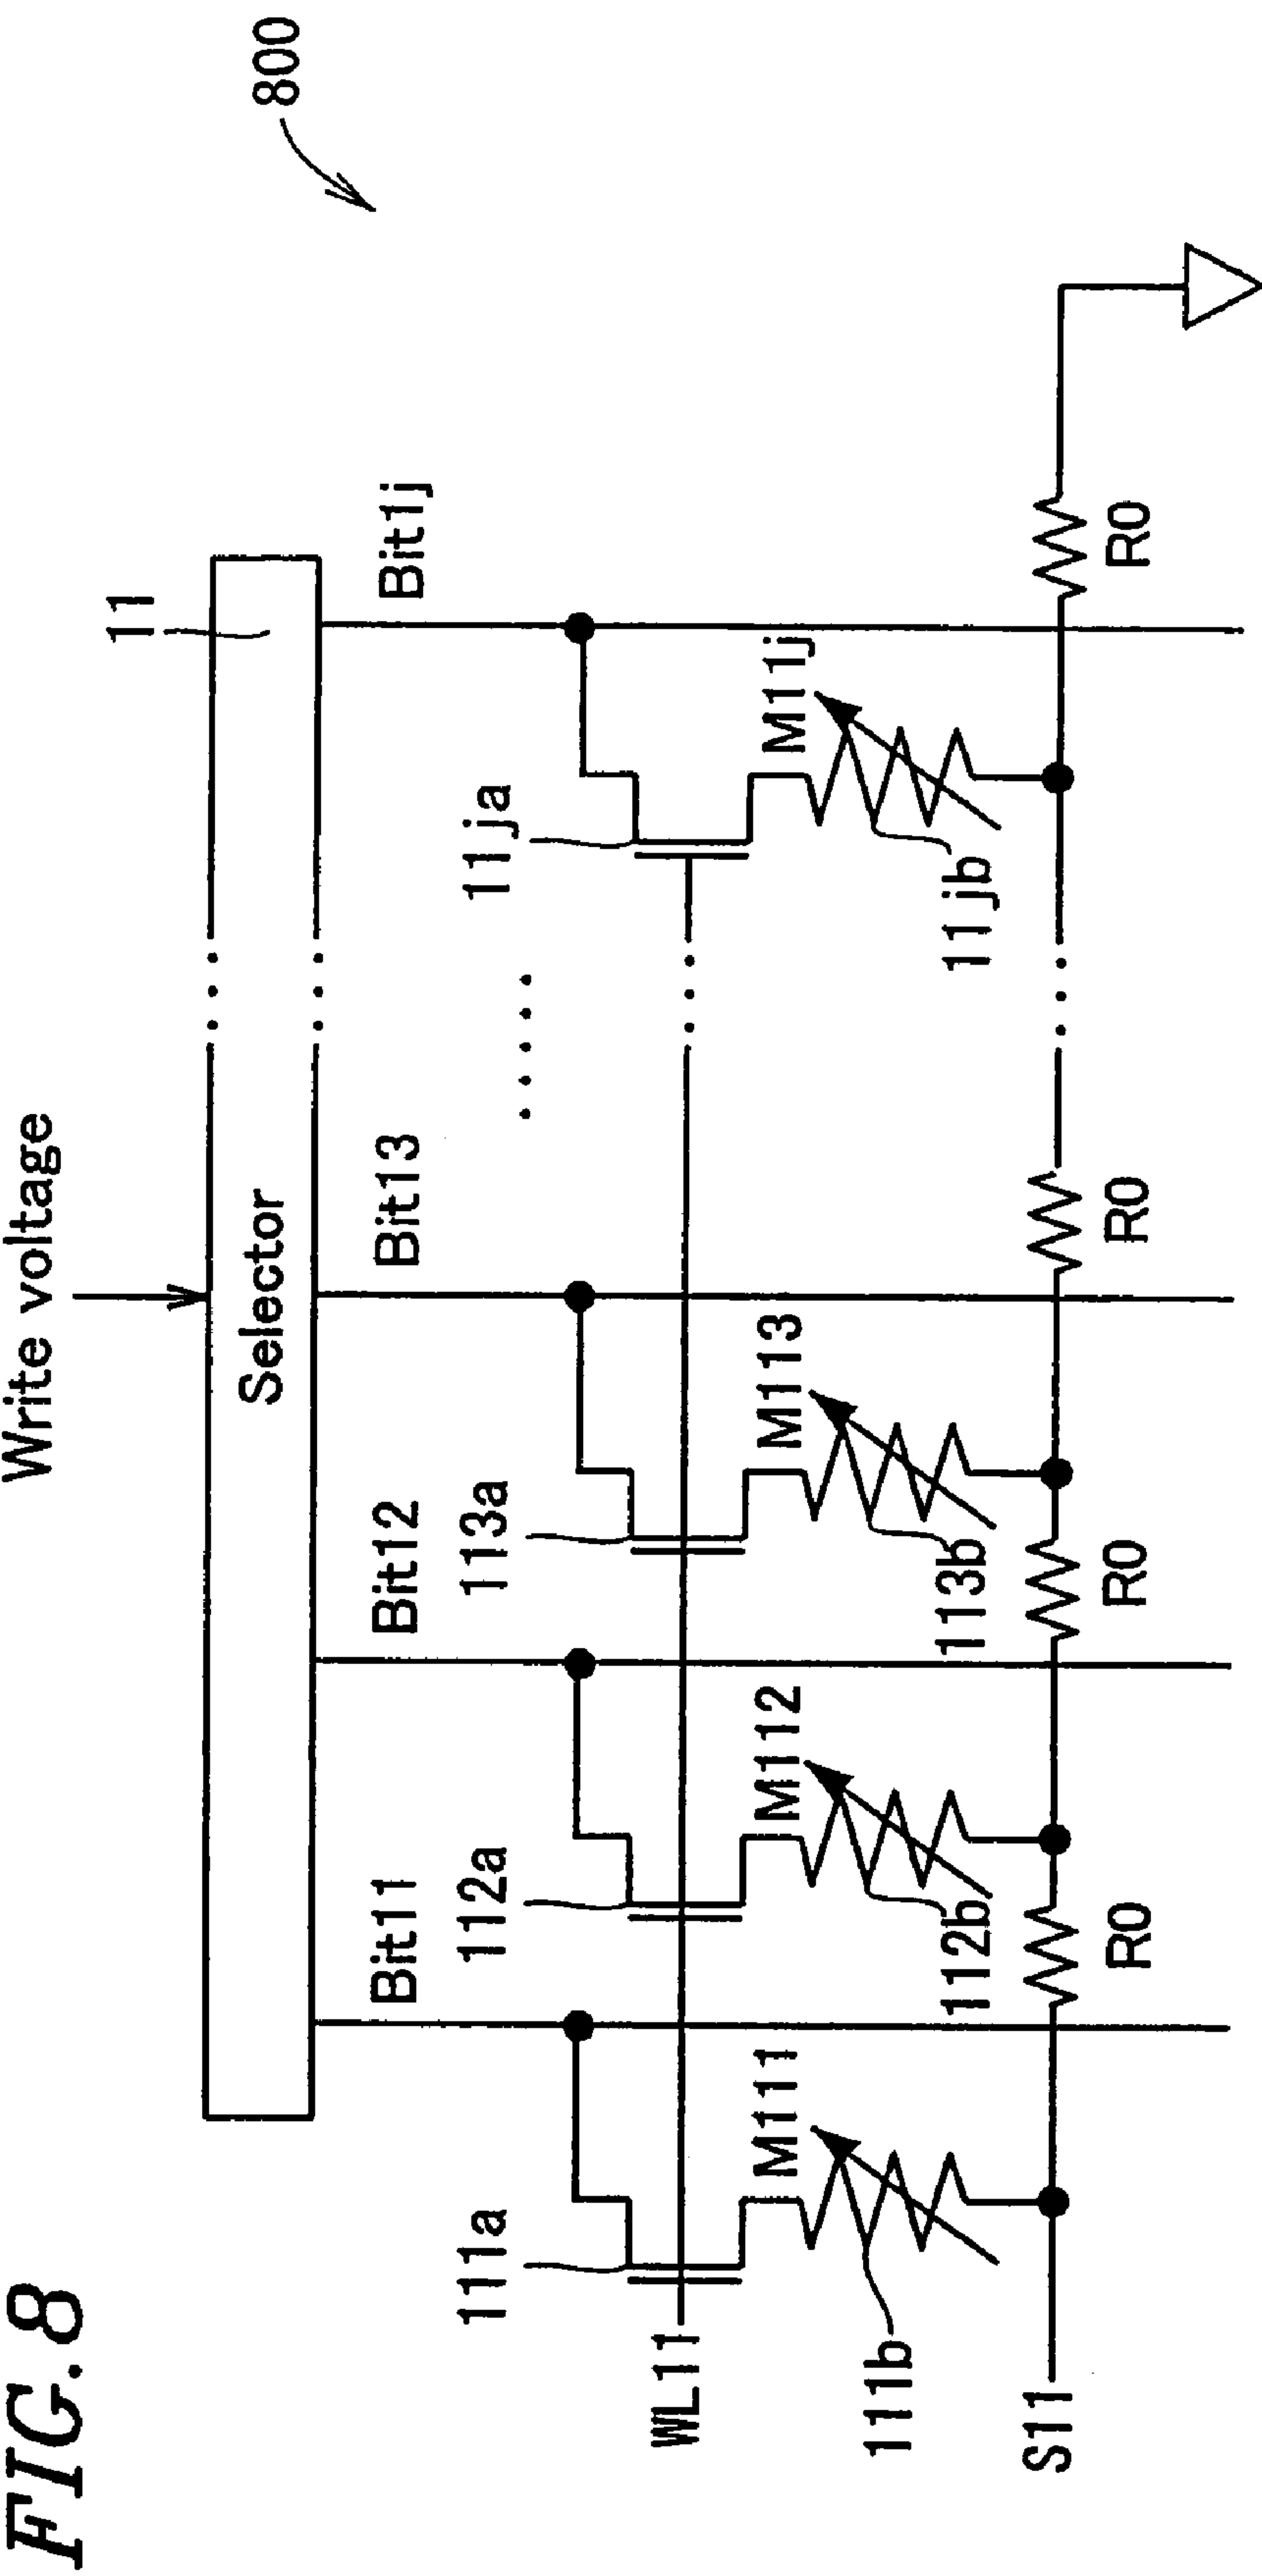 FIG. 8
Write voltage
800
11
Selector
Bit11
Bit12
Bit13
Bit1j
111a
112a
113a
11ja
WL11
M111
M112
M113
M11j
111b
112b
113b
11jb
S11
R0
R0
R0
R0